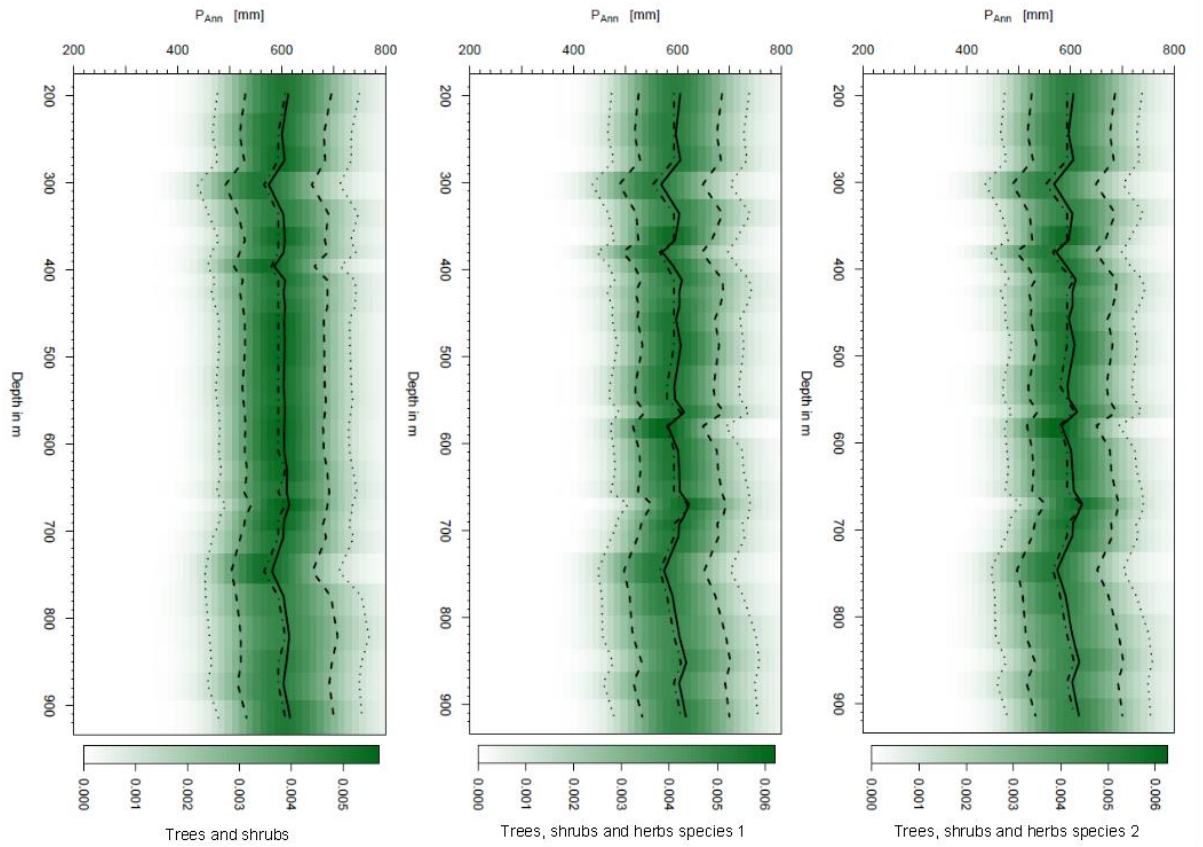 P_Ann [mm]
200 400 600 800
200
300
400
500
600
700
800
900
Depth in m
0.000 0.001 0.002 0.003 0.004 0.005
Trees and shrubs
P_Ann [mm]
200 400 600 800
200
300
400
500
600
700
800
900
Depth in m
0.000 0.001 0.002 0.003 0.004 0.005 0.006
Trees, shrubs and herbs species 1
P_Ann [mm]
200 400 600 800
200
300
400
500
600
700
800
900
Depth in m
0.000 0.001 0.002 0.003 0.004 0.005 0.006
Trees, shrubs and herbs species 2